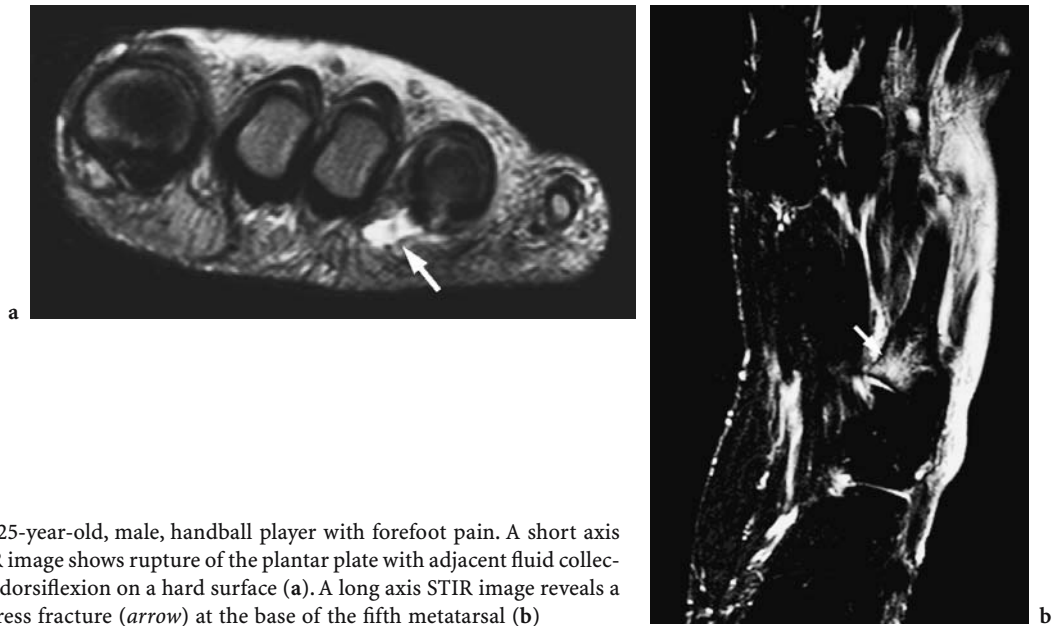 a
b
25-year-old, male, handball player with forefoot pain. A short axis
R image shows rupture of the plantar plate with adjacent fluid collec-
dorsiflexion on a hard surface (a). A long axis STIR image reveals a
ress fracture (arrow) at the base of the fifth metatarsal (b)